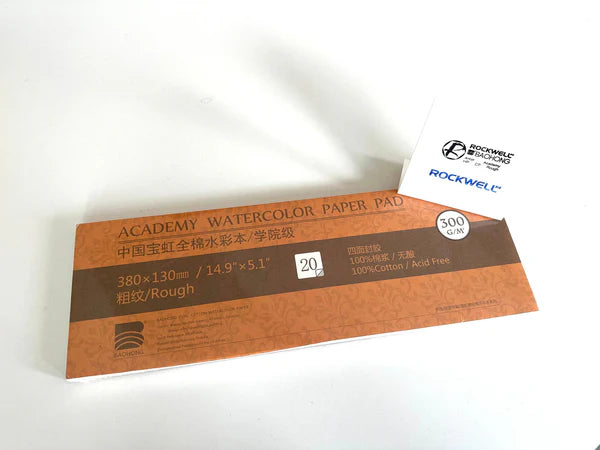 ROCKWELL
BAOHONG
Academy
Rough
ROCKWELL
ACADEMY WATERCOLOR PAPER PAD
中国宝虹全棉水彩本/学院级
300
G/M²
380×130mm / 14.9"×5.1"
粗纹/Rough
20
四面封胶
100%棉浆/无酸
100%Cotton / Acid Free
BAOHONG